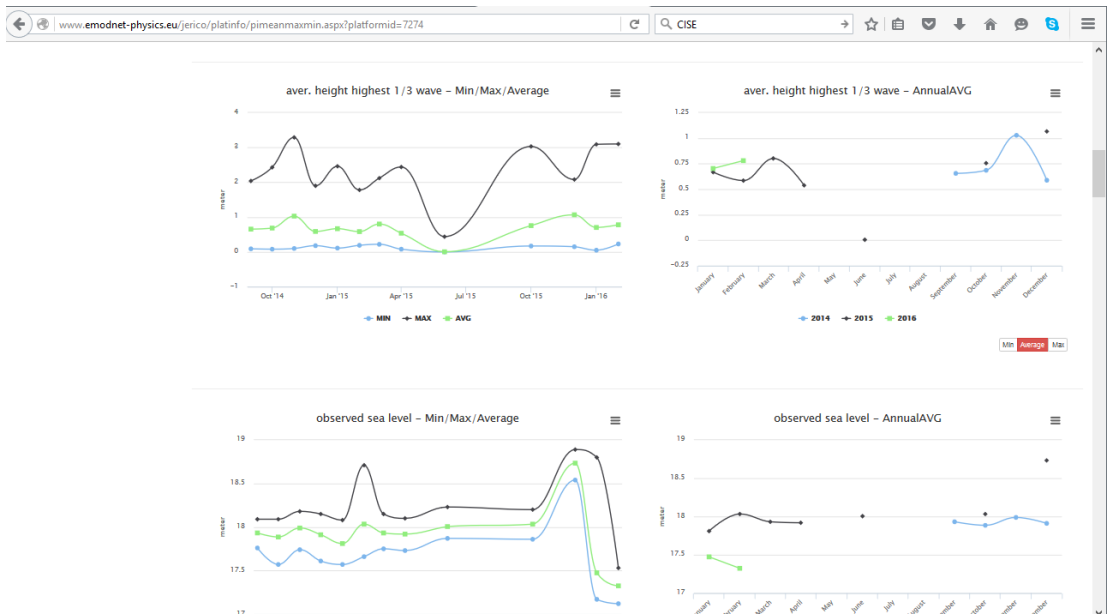 www.emodnet-physics.eu/jerico/platinfo/pimeanmaxmin.aspx?platformid=7274
CISE
aver. height highest 1/3 wave - Min/Max/Average
4
3
2
1
0
-1
meter
Oct '14
Jan '15
Apr '15
Jul '15
Oct '15
Jan '16
MIN
MAX
AVG
aver. height highest 1/3 wave - AnnualAVG
1.25
1
0.75
0.5
0.25
0
-0.25
meter
January
February
March
April
May
June
July
August
September
October
November
December
2014
2015
2016
Min
Average
Max
observed sea level - Min/Max/Average
19
18.5
18
17.5
17
meter
observed sea level - AnnualAVG
19
18.5
18
17.5
17
meter
March
April
May
June
July